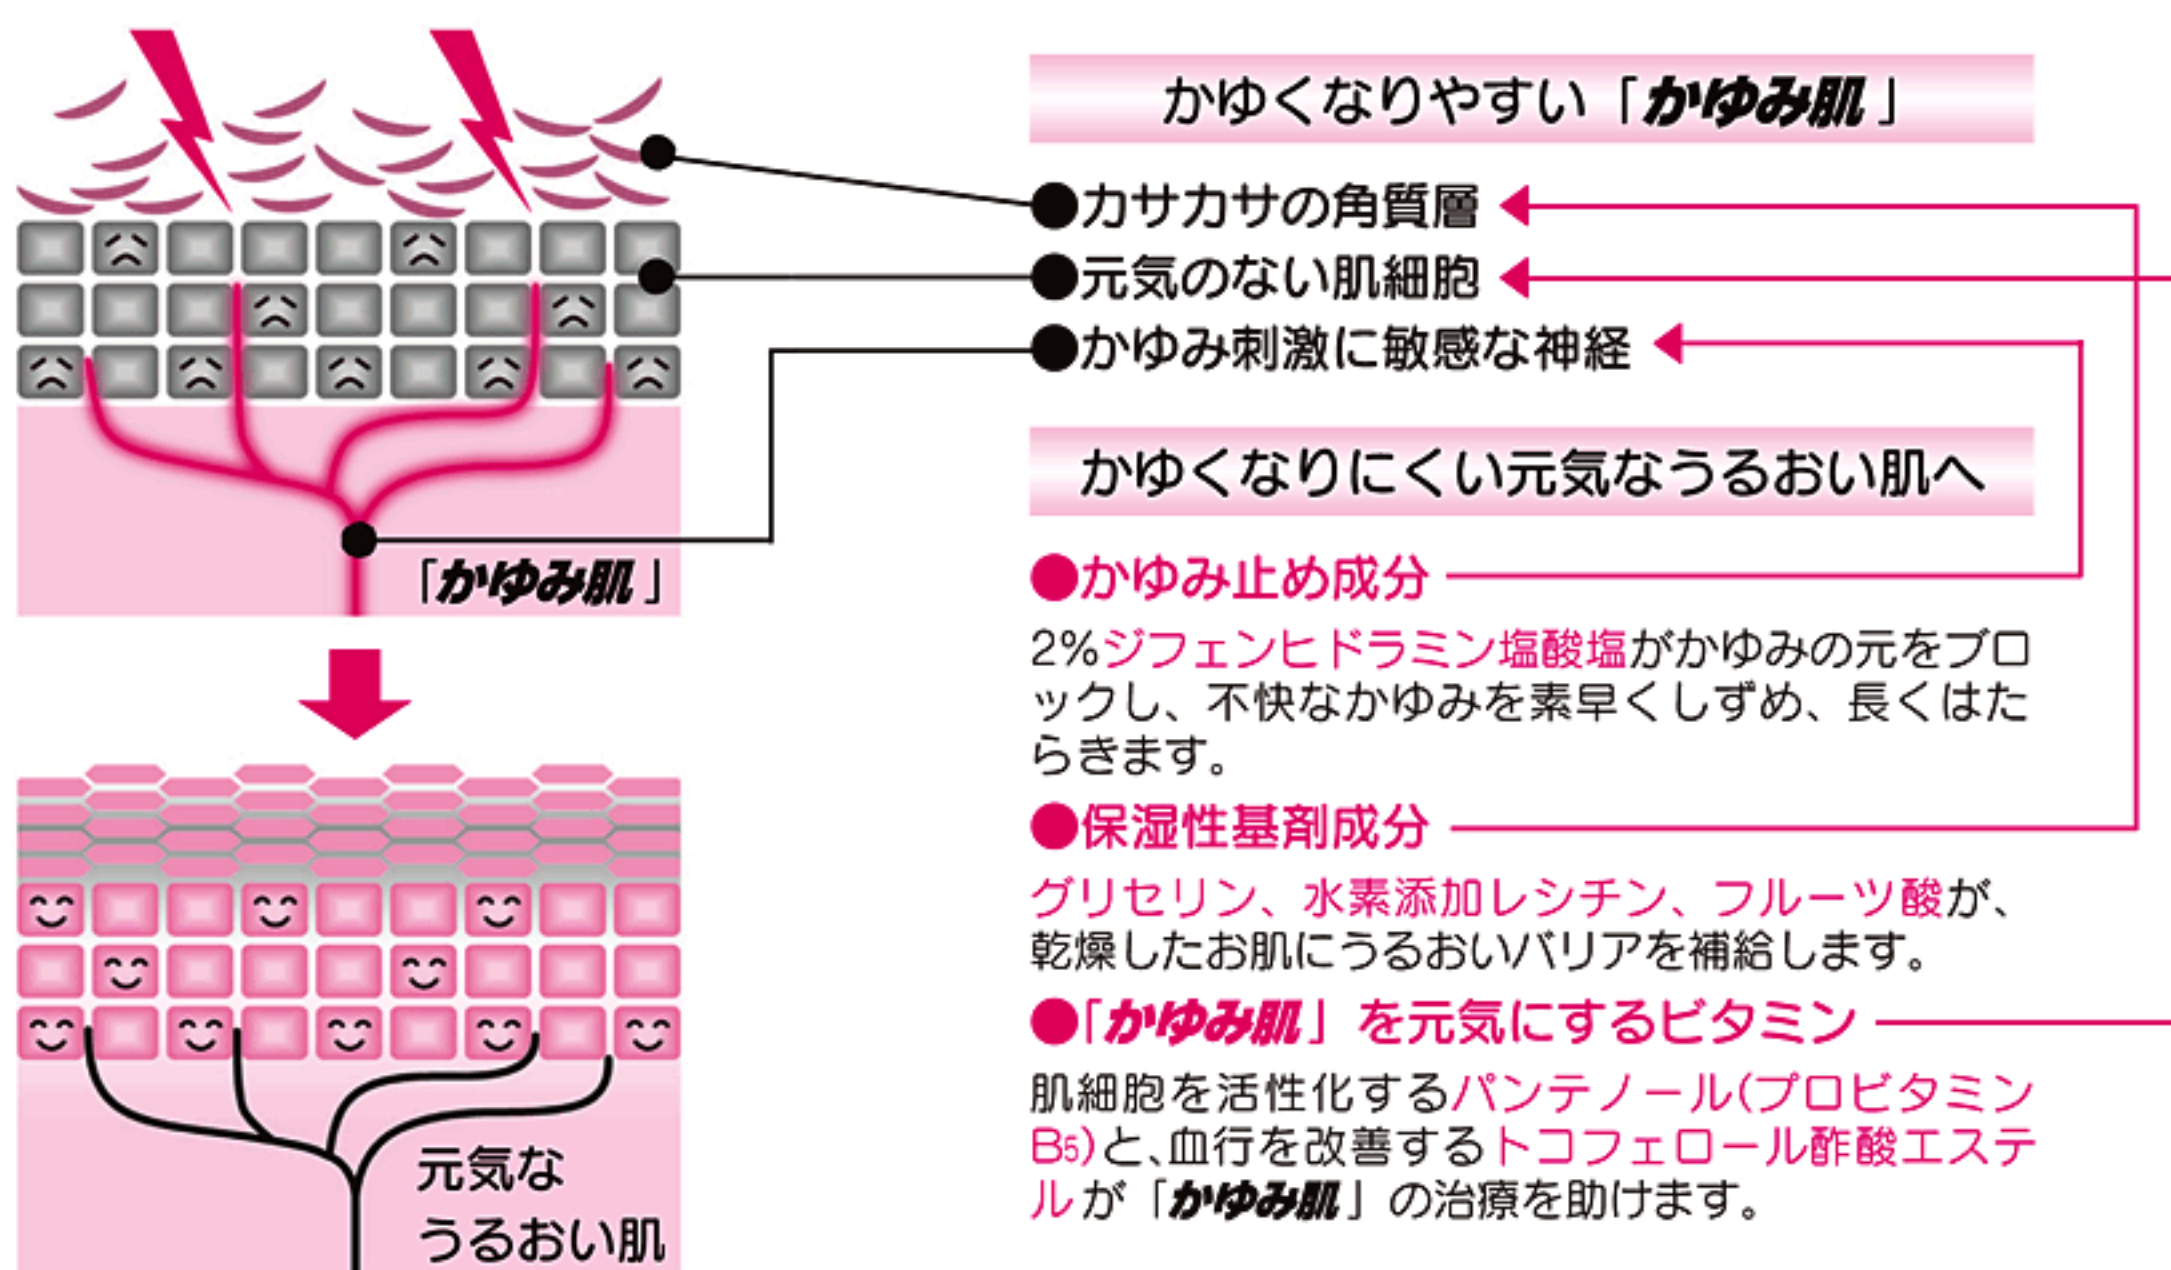 かゆくなりやすい「かゆみ肌」
●カサカサの角質層
●元気のない肌細胞
●かゆみ刺激に敏感な神経
「かゆみ肌」
かゆくなりにくい元気なうるおい肌へ
●かゆみ止め成分
2%ジフェンヒドラミン塩酸塩がかゆみの元をブロ
ックし、不快なかゆみを素早くしずめ、長くはた
らきます。
●保湿性基剤成分
グリセリン、水素添加レシチン、フルーツ酸が、
乾燥したお肌にうるおいバリアを補給します。
●「かゆみ肌」を元気にするビタミン
肌細胞を活性化するパンテノール(プロビタミン
B5)と、血行を改善するトコフェロール酢酸エステ
ルが「かゆみ肌」の治療を助けます。
元気な
うるおい肌